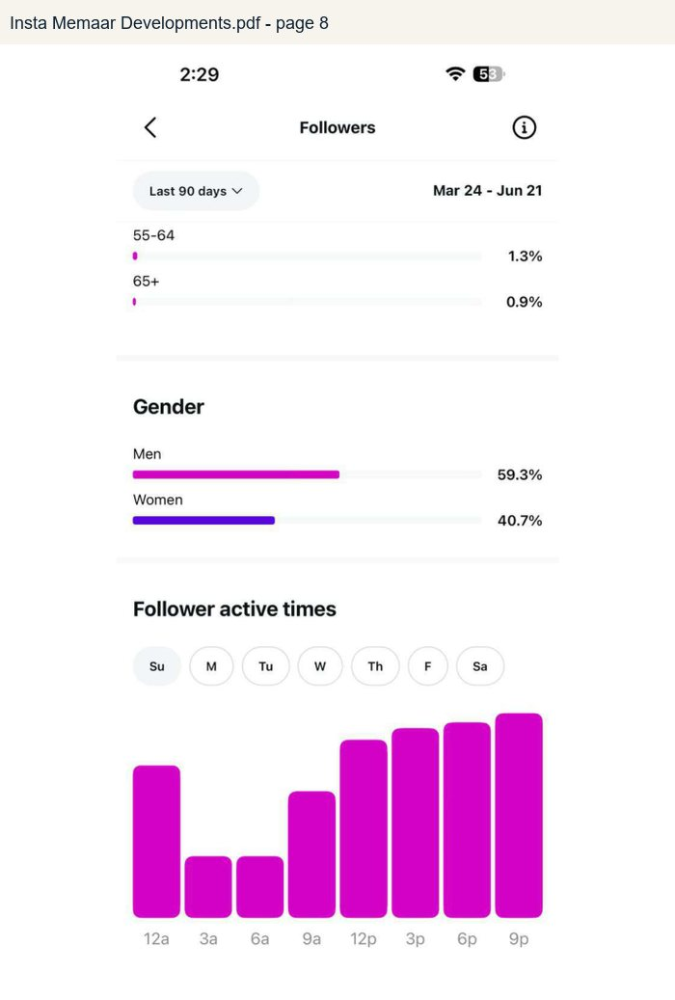 Insta Memaar Developments.pdf - page 8
2:29
53
Followers
Last 90 days
Mar 24 - Jun 21
55-64
1.3%
65+
0.9%
Gender
Men
59.3%
Women
40.7%
Follower active times
Su M Tu W Th F Sa
12a 3a 6a 9a 12p 3p 6p 9p